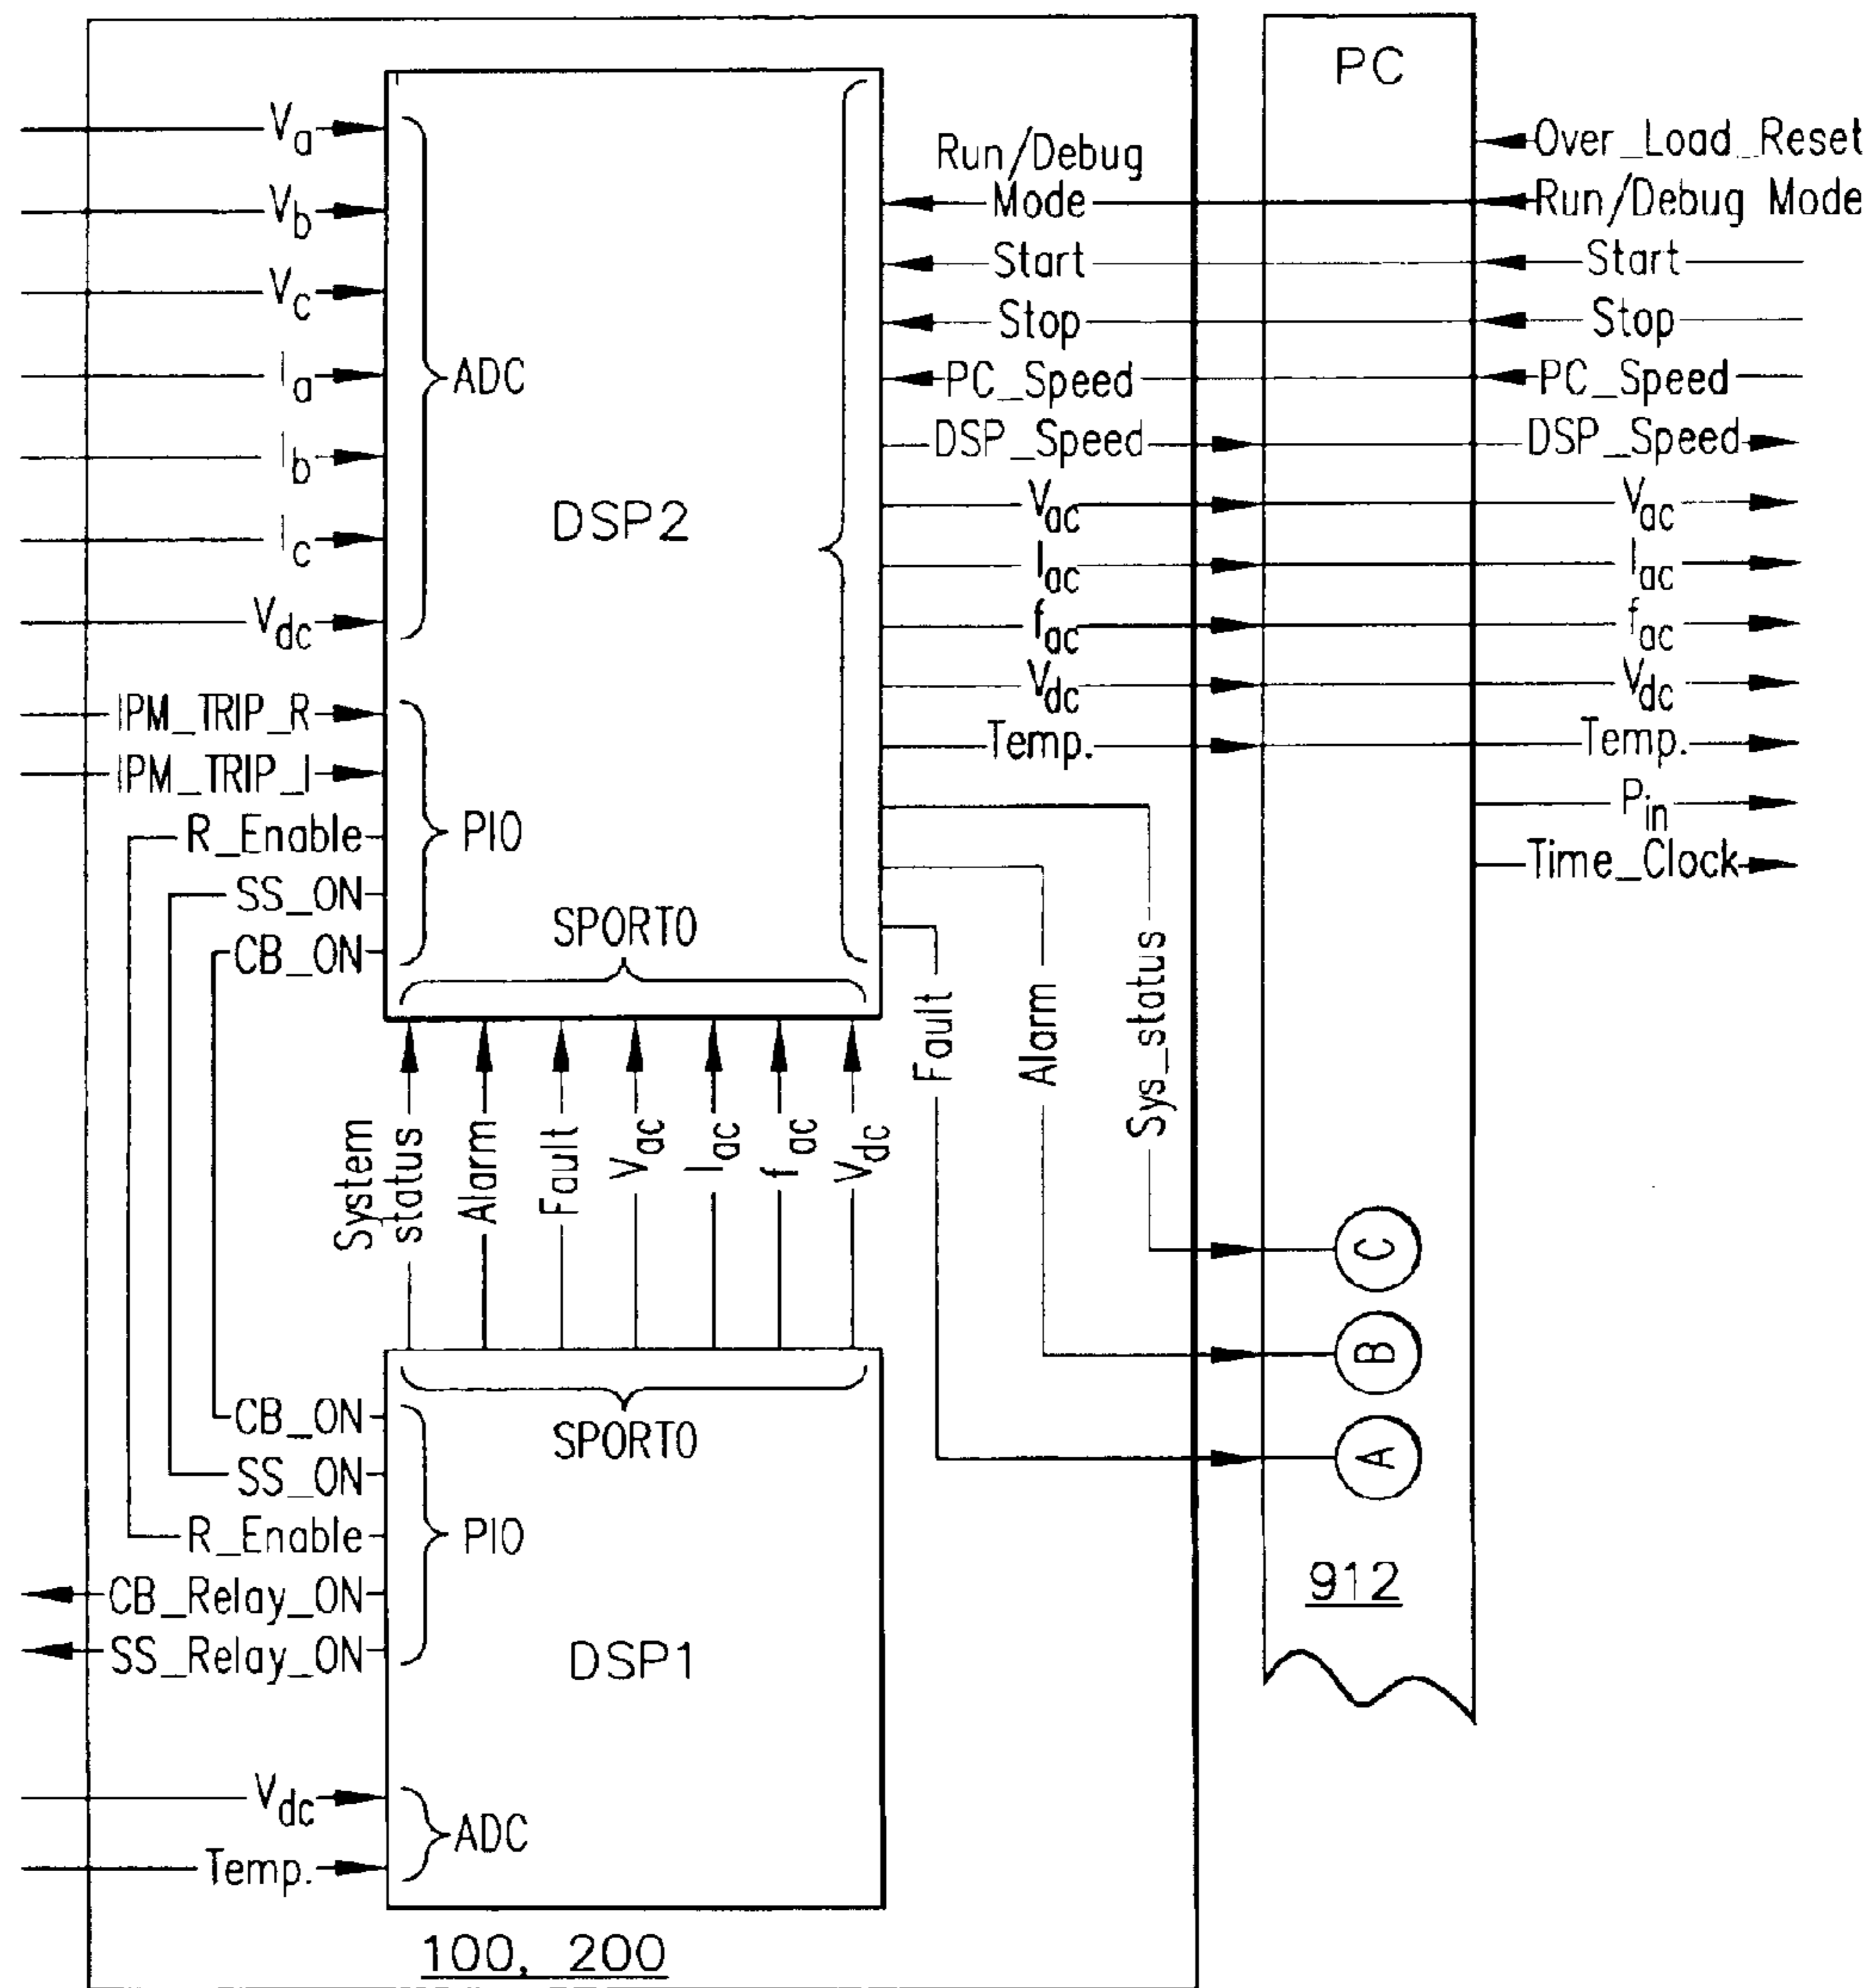 PC
Va
Vb
Vc
Ia
Ib
Ic
Vdc
ADC
IPM_TRIP_R
IPM_TRIP_I
R_Enable
SS_ON
CB_ON
PIO
DSP2
SPORT0
Run/Debug
Mode
Start
Stop
PC_Speed
DSP_Speed
Vac
Iac
fac
Vdc
Temp.
Over_Load_Reset
Run/Debug Mode
Start
Stop
PC_Speed
DSP_Speed
Vac
Iac
fac
Vdc
Temp.
Pin
Time_Clock
Fault
Alarm
Sys_status
System
status
Alarm
Fault
Vac
Iac
fac
Vdc
C
B
A
912
CB_ON
SS_ON
R_Enable
CB_Relay_ON
SS_Relay_ON
PIO
SPORT0
DSP1
Vdc
Temp.
ADC
100, 200